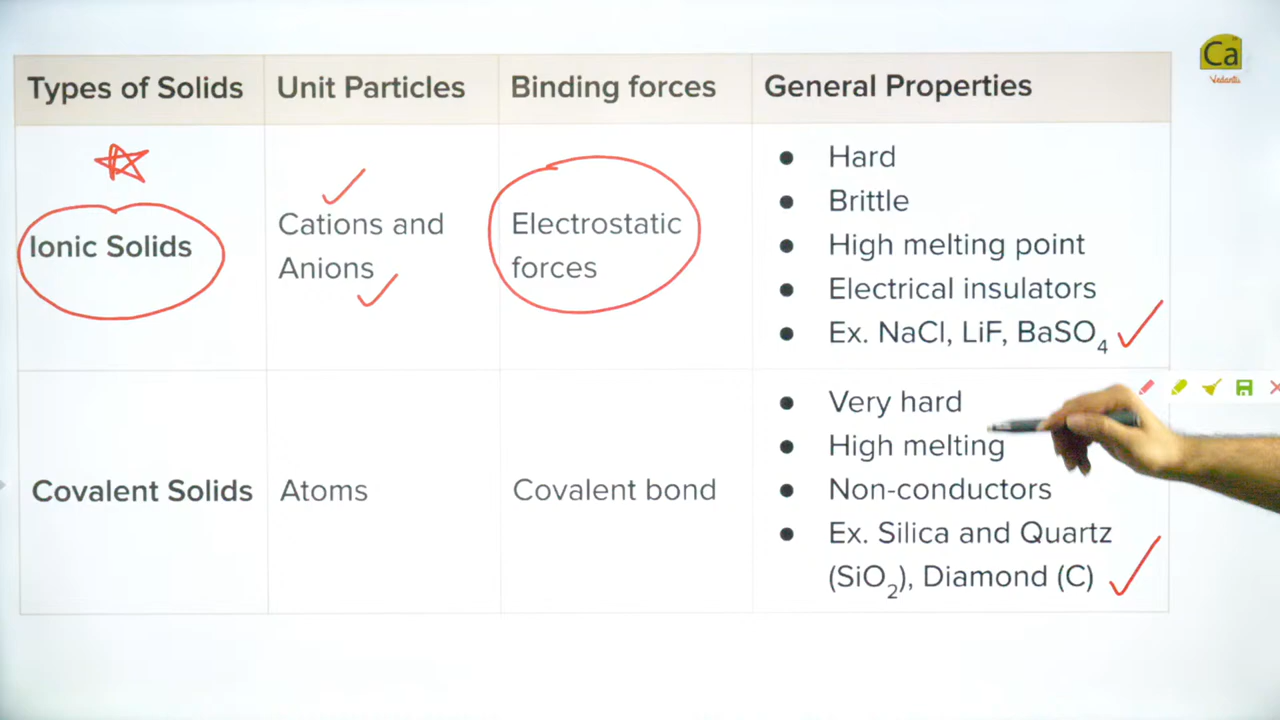 Types of Solids
Unit Particles
Binding forces
General Properties
Ca
Vedantu
Ionic Solids
Cations and
Anions
Electrostatic
forces
● Hard
● Brittle
● High melting point
● Electrical insulators
● Ex. NaCl, LiF, BaSO₄
Covalent Solids
Atoms
Covalent bond
● Very hard
● High melting
● Non-conductors
● Ex. Silica and Quartz
(SiO₂), Diamond (C)